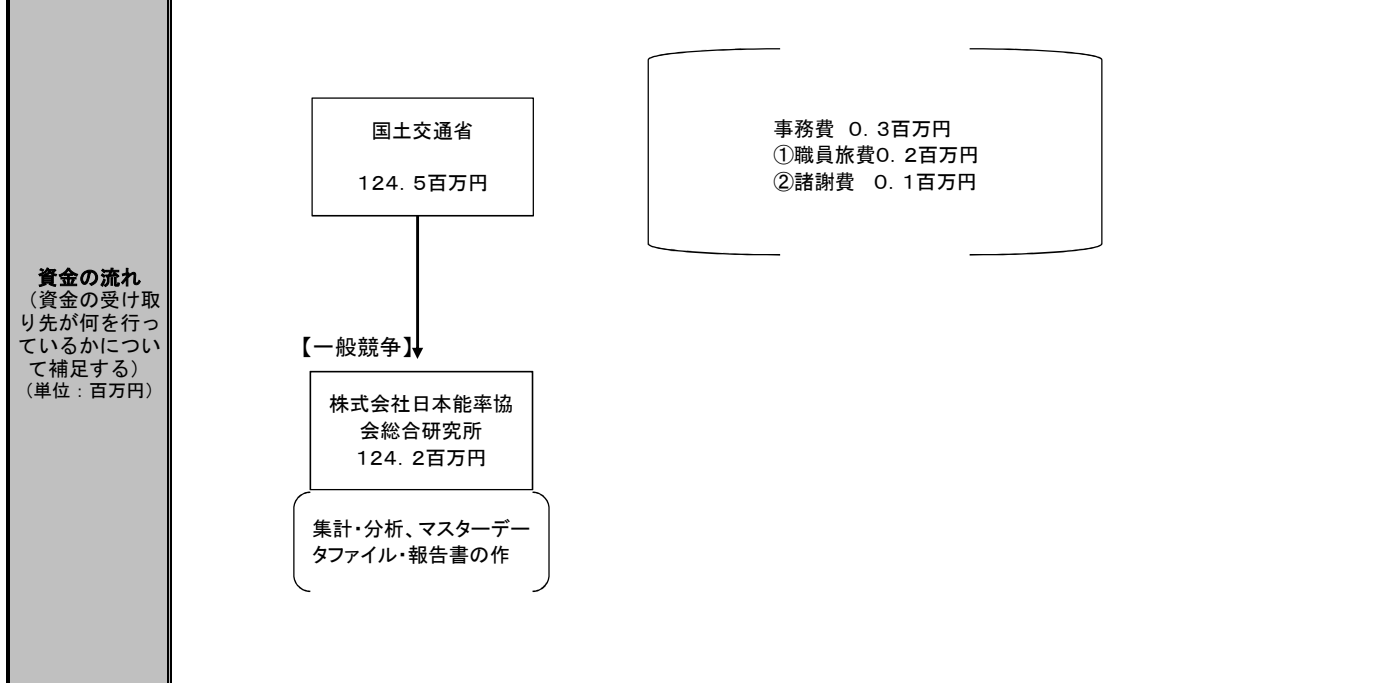 資金の流れ
（資金の受け取
り先が何を行っ
ているかについ
て補足する）
（単位：百万円）
国土交通省
１２４．５百万円
事務費　０．３百万円
①職員旅費０．２百万円
②諸謝費　０．１百万円
【一般競争】
株式会社日本能率協
会総合研究所
１２４．２百万円
集計・分析、マスターデー
タファイル・報告書の作